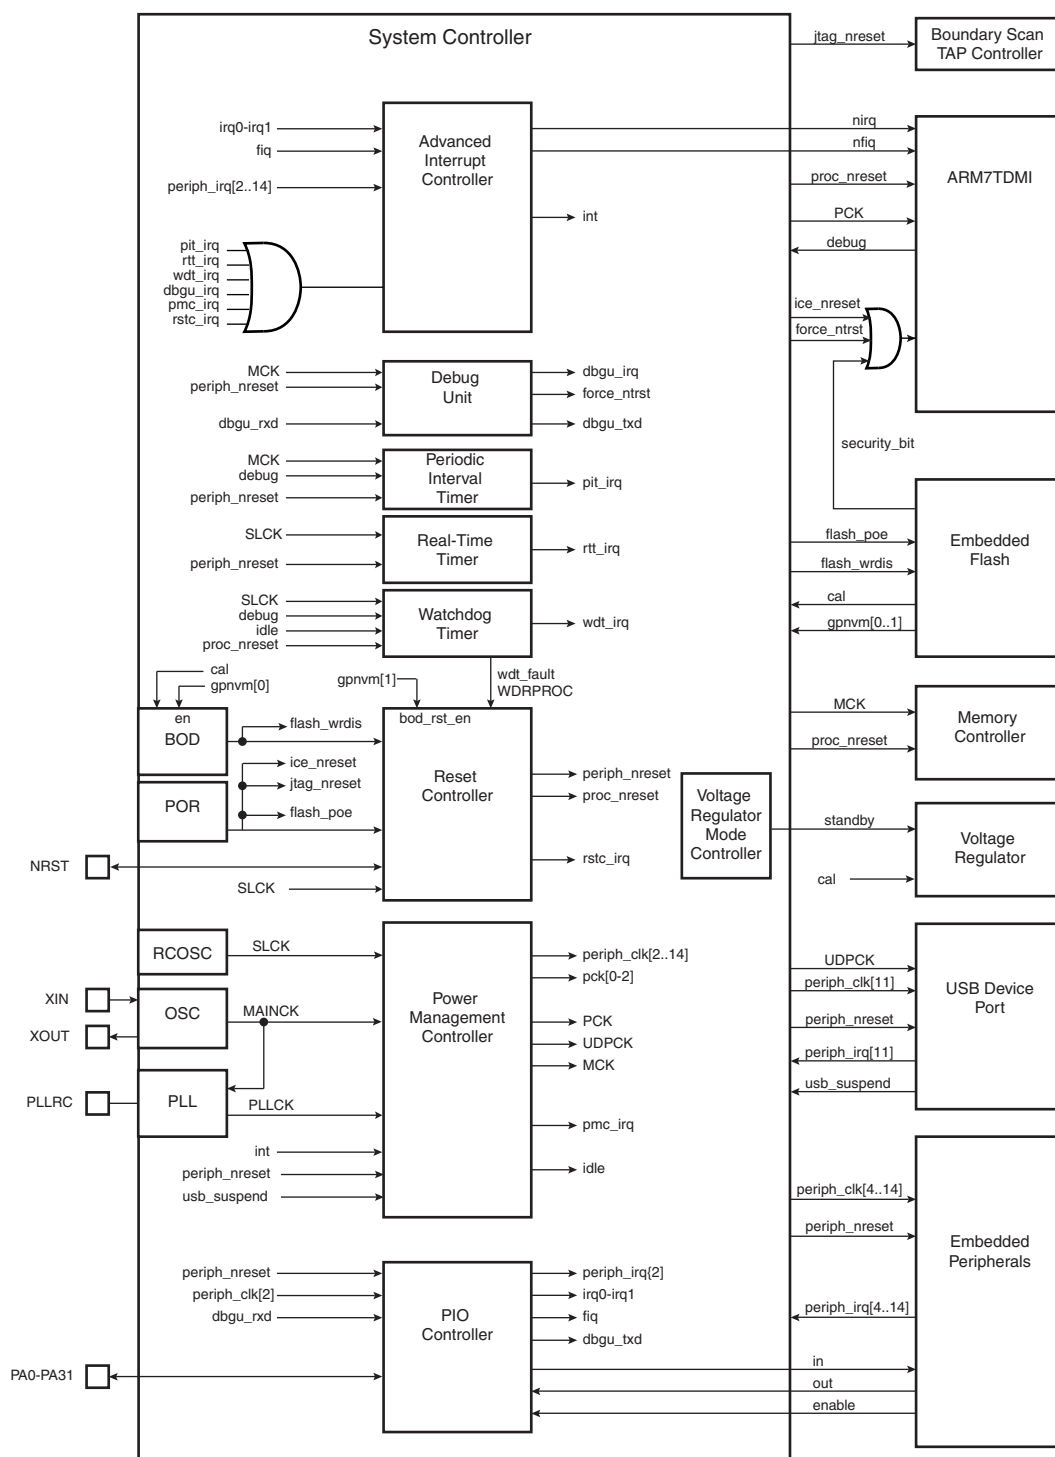 System Controller
jtag_nreset
Boundary Scan
TAP Controller
irq0-irq1
fiq
periph_irq[2..14]
Advanced
Interrupt
Controller
int
nirq
nfiq
proc_nreset
PCK
debug
ARM7TDMI
pit_irq
rtt_irq
wdt_irq
dbgu_irq
pmc_irq
rstc_irq
ice_nreset
force_ntrst
security_bit
MCK
periph_nreset
dbgu_rxd
Debug
Unit
dbgu_irq
force_ntrst
dbgu_txd
MCK
debug
periph_nreset
Periodic
Interval
Timer
pit_irq
SLCK
periph_nreset
Real-Time
Timer
rtt_irq
flash_poe
flash_wrdis
cal
gpnvm[0..1]
Embedded
Flash
SLCK
debug
idle
proc_nreset
Watchdog
Timer
wdt_irq
cal
gpnvm[0]
gpnvm[1]
wdt_fault
WDRPROC
en
BOD
flash_wrdis
bod_rst_en
Reset
Controller
ice_nreset
jtag_nreset
flash_poe
POR
periph_nreset
proc_nreset
rstc_irq
NRST
SLCK
MCK
proc_nreset
Memory
Controller
Voltage
Regulator
Mode
Controller
standby
cal
Voltage
Regulator
RCOSC
SLCK
XIN
XOUT
OSC
MAINCK
PLLRC
PLL
PLLCK
int
periph_nreset
usb_suspend
Power
Management
Controller
periph_clk[2..14]
pck[0-2]
PCK
UDPCK
MCK
pmc_irq
idle
UDPCK
periph_clk[11]
periph_nreset
periph_irq[11]
usb_suspend
USB Device
Port
periph_clk[4..14]
periph_nreset
periph_irq[4..14]
Embedded
Peripherals
periph_nreset
periph_clk[2]
dbgu_rxd
PA0-PA31
PIO
Controller
periph_irq{2]
irq0-irq1
fiq
dbgu_txd
in
out
enable